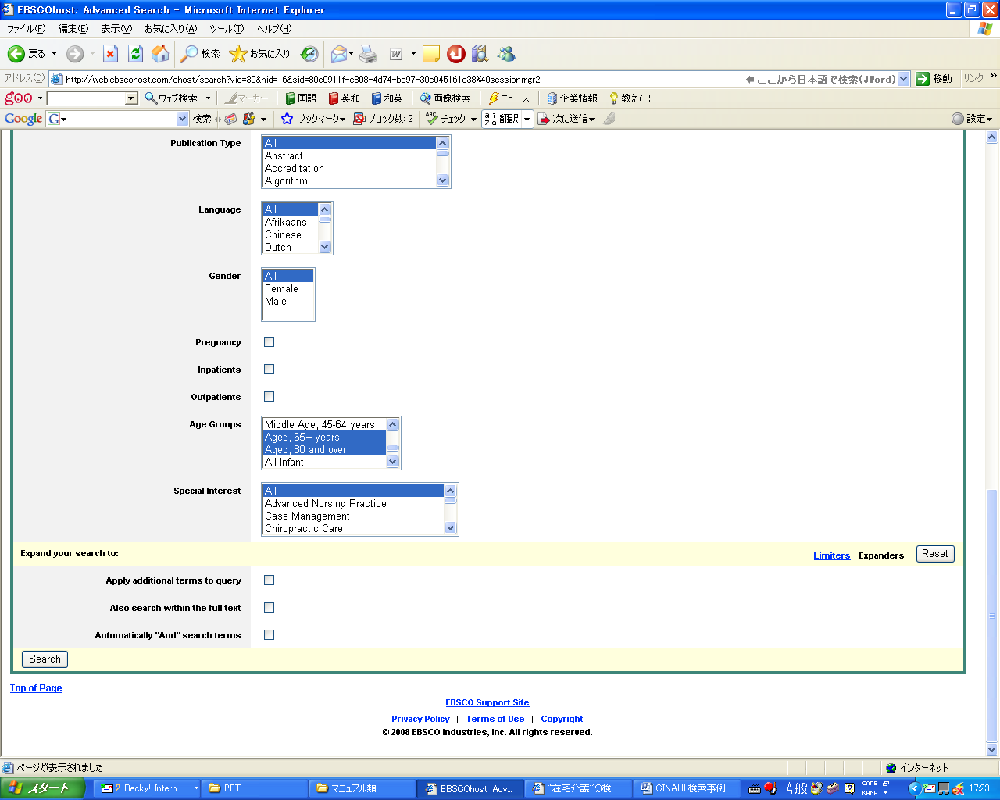 EBSCOhost: Advanced Search - Microsoft Internet Explorer
ファイル(F) 編集(E) 表示(V) お気に入り(A) ツール(T) ヘルプ(H)
戻る 検索 お気に入り W
アドレス(D) http://web.ebscohost.com/ehost/search?vid=30&hid=16&sid=80e0911f-e808-4d74-ba97-30c045161d38%40sessionmgr2 ここから日本語で検索(JWord) 移動 リンク »
goo ウェブ検索 マーカー 国語 英和 和英 画像検索 ニュース 企業情報 教えて!
Google G 検索 ブックマーク ブロック数: 2 ABC チェック 翻訳 次に送信 設定
Publication Type All
Abstract
Accreditation
Algorithm
Language All
Afrikaans
Chinese
Dutch
Gender All
Female
Male
Pregnancy
Inpatients
Outpatients
Age Groups Middle Age, 45-64 years
Aged, 65+ years
Aged, 80 and over
All Infant
Special Interest All
Advanced Nursing Practice
Case Management
Chiropractic Care
Expand your search to: Limiters | Expanders Reset
Apply additional terms to query
Also search within the full text
Automatically "And" search terms
Search
Top of Page
EBSCO Support Site
Privacy Policy | Terms of Use | Copyright
© 2008 EBSCO Industries, Inc. All rights reserved.
ページが表示されました インターネット
スタート 2 Becky! Intern... PPT マニュアル類 EBSCOhost: Adv... "在宅介護"の検... CINAHL検索事例... A 般 CAPS KANA 17:23